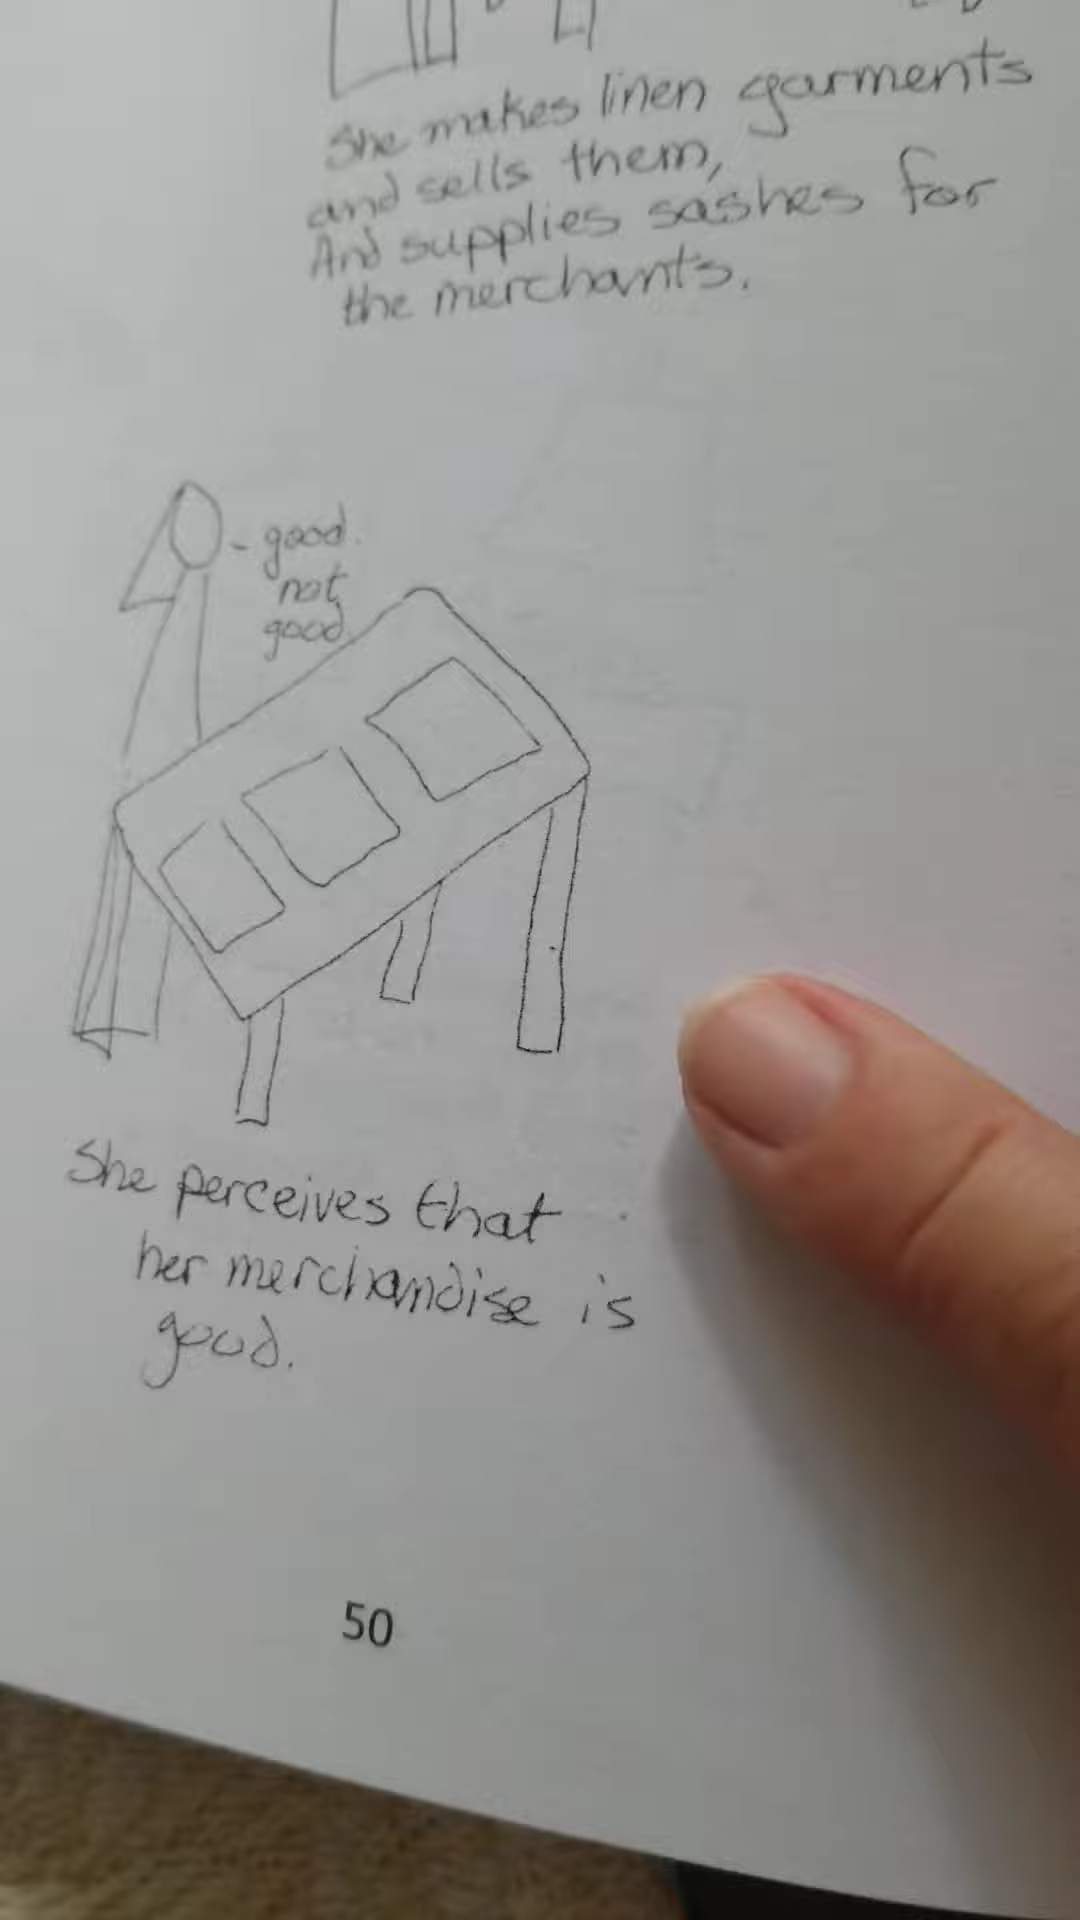 She makes linen garments
and sells them,
And supplies sashes for
the merchants.
- good.
not
good
She perceives that
her merchandise is
good.
50